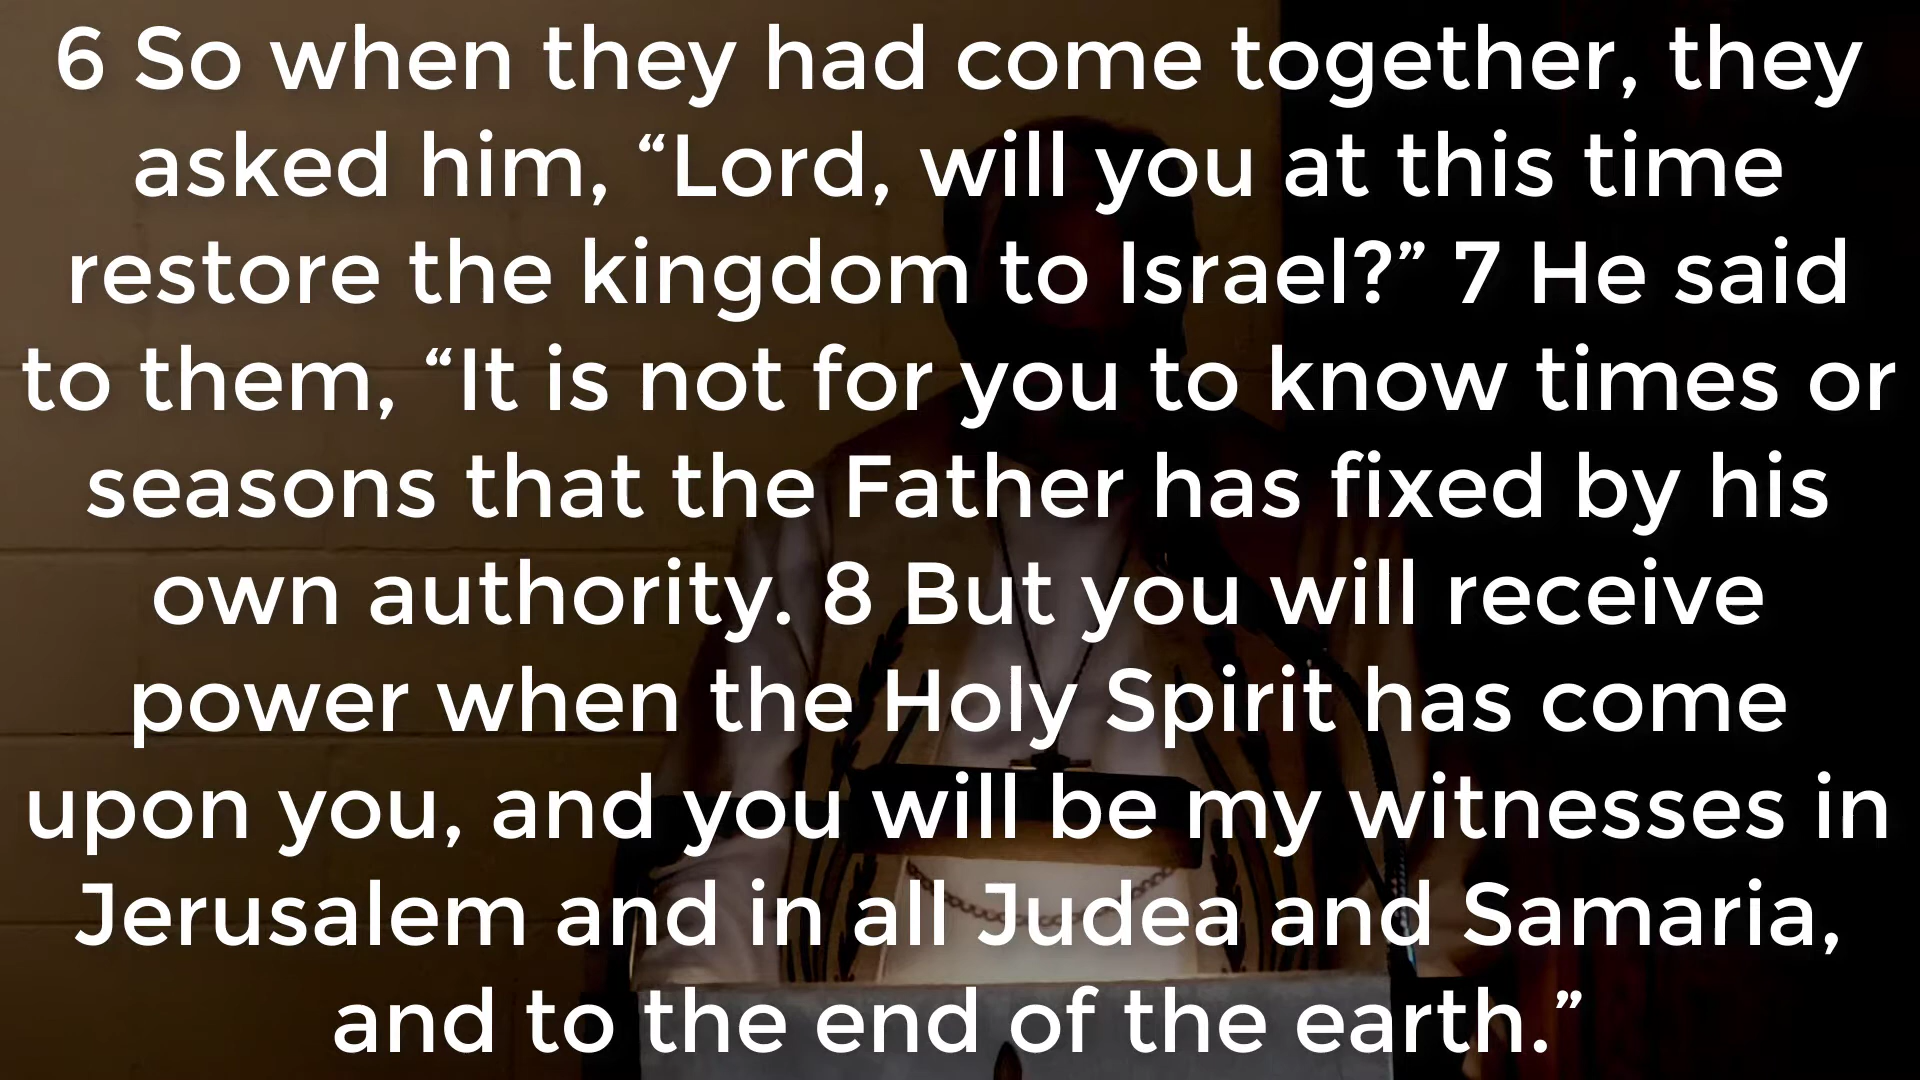 6 So when they had come together, they
asked him, “Lord, will you at this time
restore the kingdom to Israel?” 7 He said
to them, “It is not for you to know times or
seasons that the Father has fixed by his
own authority. 8 But you will receive
power when the Holy Spirit has come
upon you, and you will be my witnesses in
Jerusalem and in all Judea and Samaria,
and to the end of the earth.”